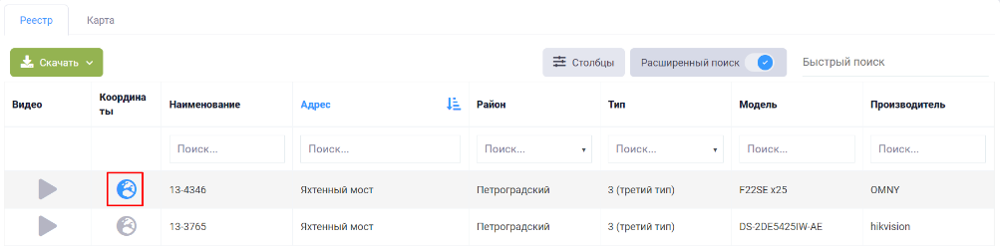 Реестр Карта
Скачать Столбцы Расширенный поиск Быстрый поиск
Видео Координа Наименование Адрес Район Тип Модель Производитель
ты
Поиск... Поиск... Поиск... Поиск... Поиск... Поиск...
13-4346 Яхтенный мост Петроградский 3 (третий тип) F22SE x25 OMNY
13-3765 Яхтенный мост Петроградский 3 (третий тип) DS-2DE5425IW-AE hikvision